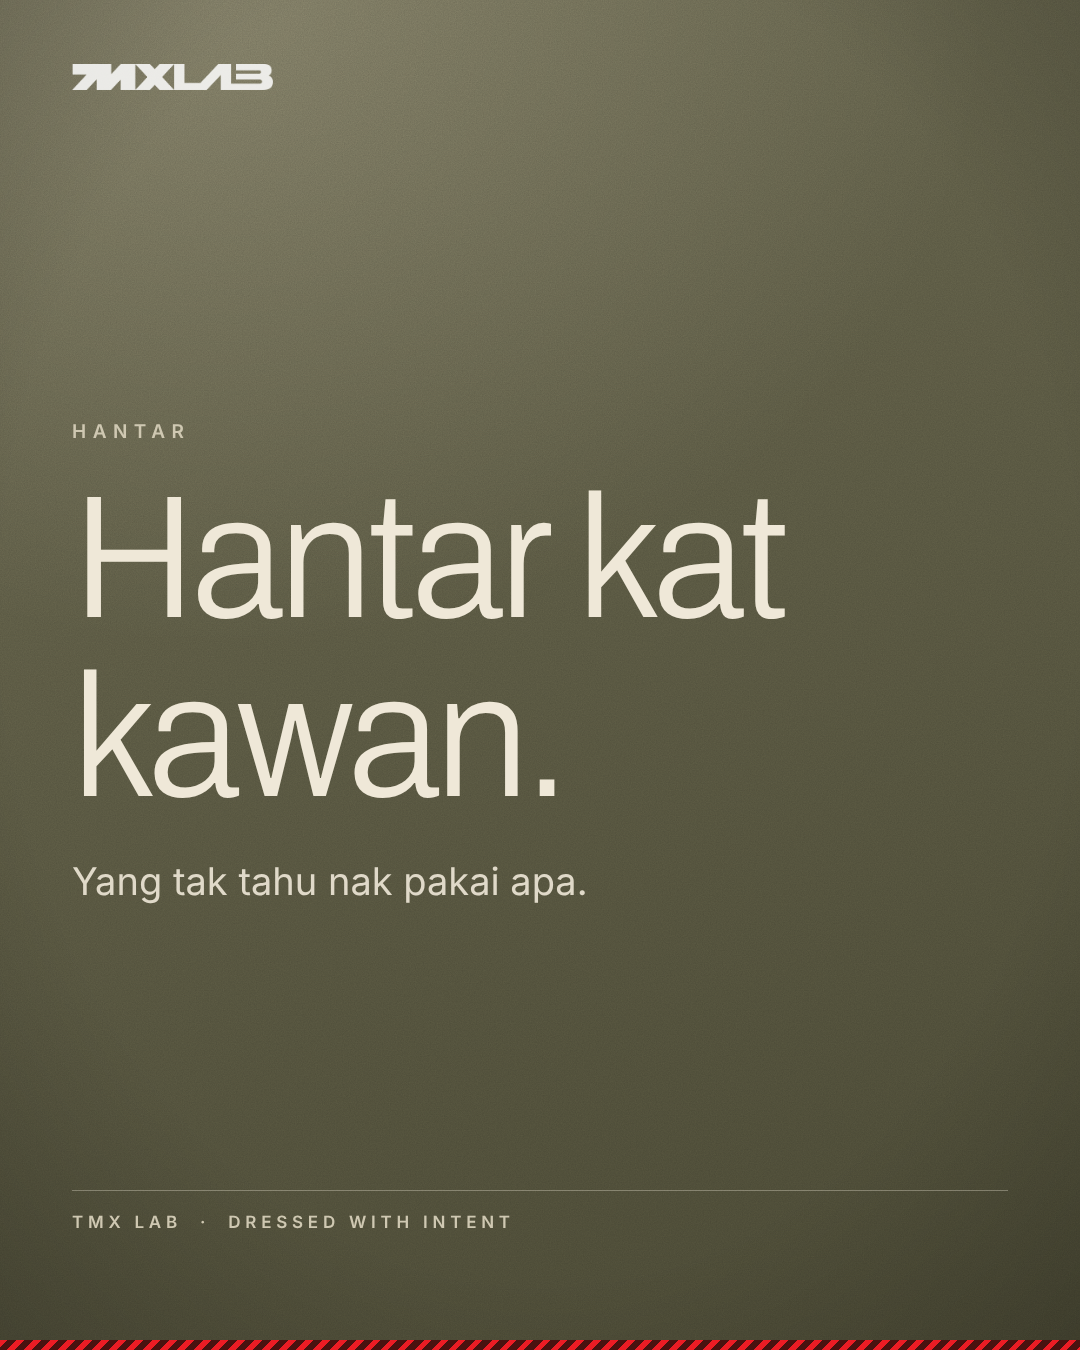 TMXLAB
HANTAR
Hantar kat
kawan.
Yang tak tahu nak pakai apa.
TMX LAB · DRESSED WITH INTENT